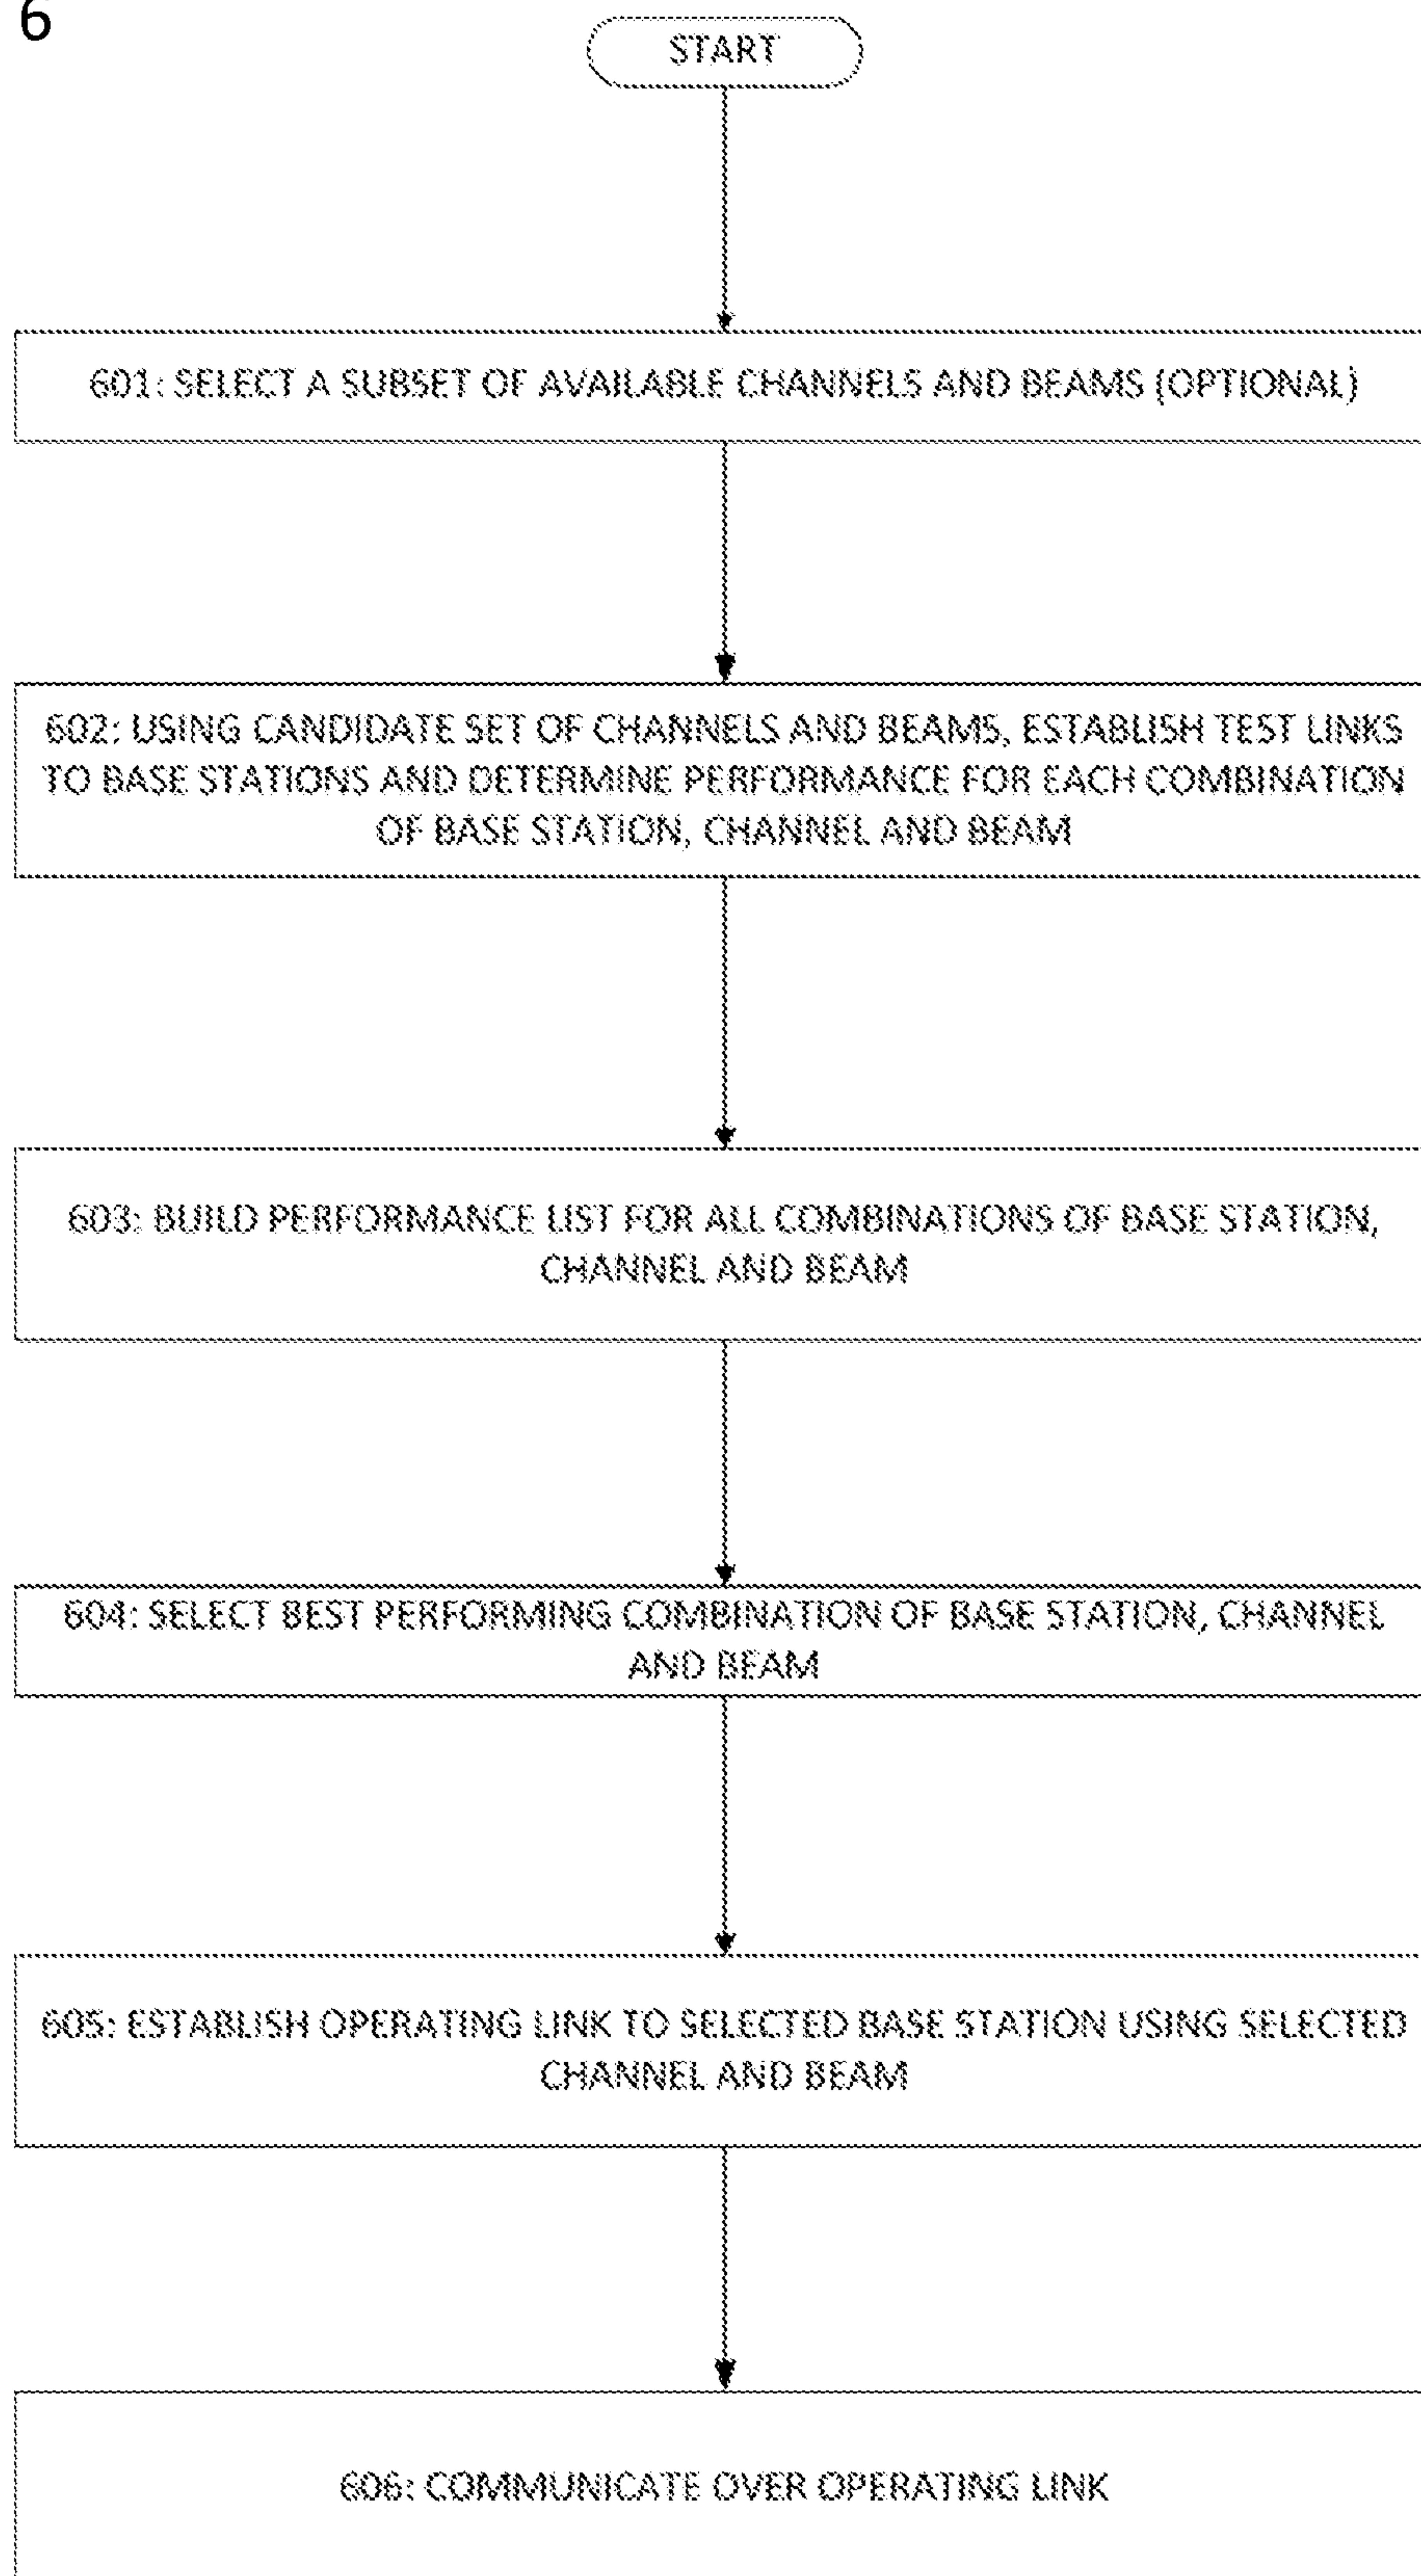 6
START
601: SELECT A SUBSET OF AVAILABLE CHANNELS AND BEAMS (OPTIONAL)
602: USING CANDIDATE SET OF CHANNELS AND BEAMS, ESTABLISH TEST LINKS
TO BASE STATIONS AND DETERMINE PERFORMANCE FOR EACH COMBINATION
OF BASE STATION, CHANNEL AND BEAM
603: BUILD PERFORMANCE LIST FOR ALL COMBINATIONS OF BASE STATION,
CHANNEL AND BEAM
604: SELECT BEST PERFORMING COMBINATION OF BASE STATION, CHANNEL
AND BEAM
605: ESTABLISH OPERATING LINK TO SELECTED BASE STATION USING SELECTED
CHANNEL AND BEAM
606: COMMUNICATE OVER OPERATING LINK